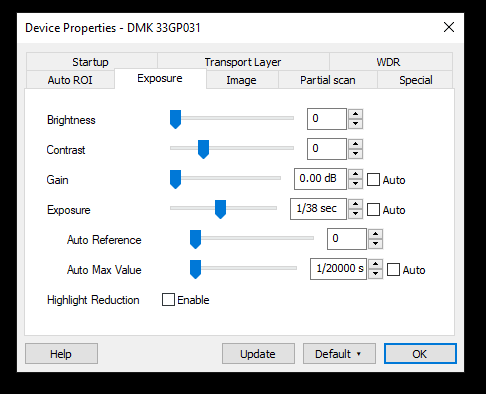 Device Properties - DMK 33GP031
Startup Transport Layer WDR
Auto ROI Exposure Image Partial scan Special
Brightness 0
Contrast 0
Gain 0.00 dB Auto
Exposure 1/38 sec Auto
Auto Reference 0
Auto Max Value 1/20000 s Auto
Highlight Reduction Enable
Help Update Default OK